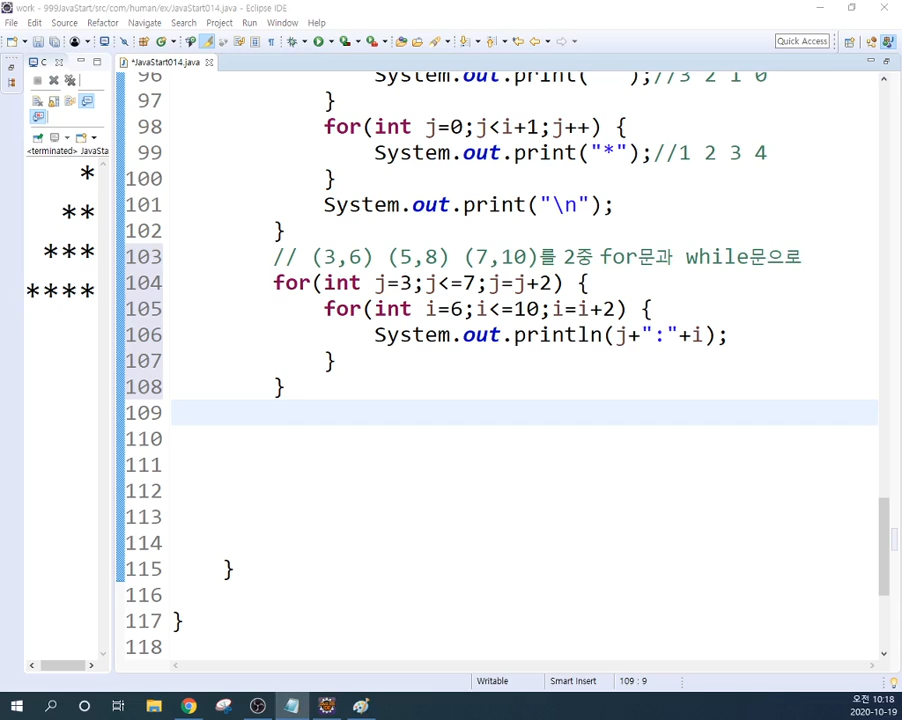 work - 999JavaStart/src/com/human/ex/JavaStart014.java - Eclipse IDE
File Edit Source Refactor Navigate Search Project Run Window Help
Quick Access
*JavaStart014.java
<terminated> JavaSta
*
**
***
****
96 System.out.print(" ");//3 2 1 0
97 }
98 for(int j=0;j<i+1;j++) {
99 System.out.print("*");//1 2 3 4
100 }
101 System.out.print("\n");
102 }
103 // (3,6) (5,8) (7,10)를 2중 for문과 while문으로
104 for(int j=3;j<=7;j=j+2) {
105 for(int i=6;i<=10;i=i+2) {
106 System.out.println(j+":"+i);
107 }
108 }
109
110
111
112
113
114
115 }
116
117 }
118
Writable Smart Insert 109 : 9
오전 10:18
2020-10-19